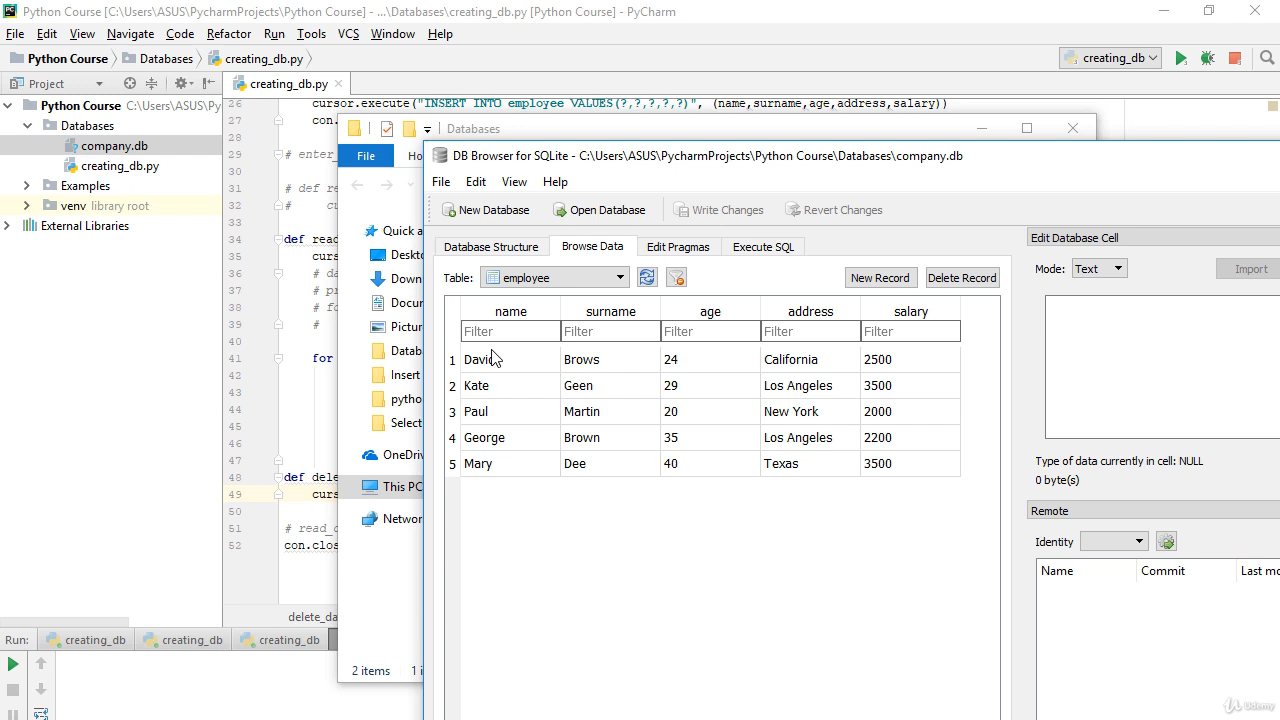 Python Course [C:\Users\ASUS\PycharmProjects\Python Course] - ...\Databases\creating_db.py [Python Course] - PyCharm
File Edit View Navigate Code Refactor Run Tools VCS Window Help
Python Course Databases creating_db.py creating_db
Project creating_db.py
Python Course C:\Users\ASUS\Py
Databases
company.db
creating_db.py
Examples
venv library root
External Libraries
26 cursor.execute("INSERT INTO employee VALUES(?,?,?,?,?)", (name,surname,age,address,salary))
27 con.
28
29 # enter_
30
31 # def re
32 # cu
33
34 def read
35 curs
36 # da
37 # pr
38 # fo
39 #
40
41 for
42
43
44
45
46
47
48 def dele
49 curs
50
51 # read_d
52 con.clos
delete_da
Run: creating_db creating_db creating_db
Databases
File Ho
Quick a
Deskto
Down
Docur
Pictur
Datab
Insert
python
Select
OneDriv
This PC
Networ
2 items 1 i
DB Browser for SQLite - C:\Users\ASUS\PycharmProjects\Python Course\Databases\company.db
File Edit View Help
New Database Open Database Write Changes Revert Changes
Database Structure Browse Data Edit Pragmas Execute SQL
Table: employee New Record Delete Record
name surname age address salary
Filter Filter Filter Filter Filter
1 David Brows 24 California 2500
2 Kate Geen 29 Los Angeles 3500
3 Paul Martin 20 New York 2000
4 George Brown 35 Los Angeles 2200
5 Mary Dee 40 Texas 3500
Edit Database Cell
Mode: Text Import
Type of data currently in cell: NULL
0 byte(s)
Remote
Identity
Name Commit Last mo
Udemy